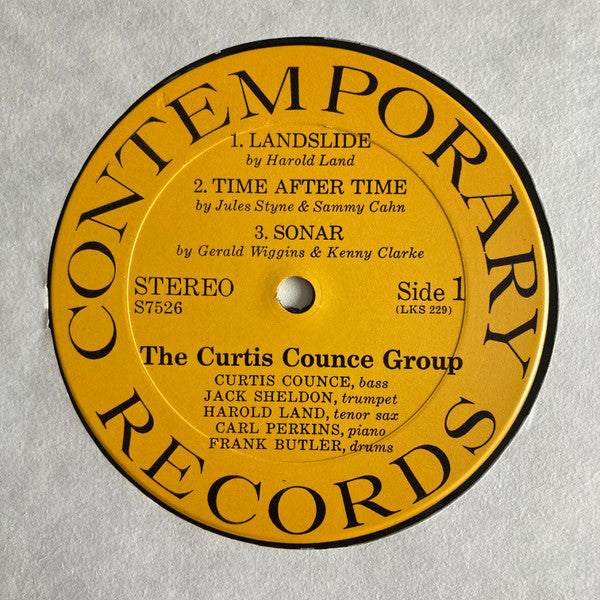 CONTEMPORARY
1. LANDSLIDE
by Harold Land
2. TIME AFTER TIME
by Jules Styne & Sammy Cahn
3. SONAR
by Gerald Wiggins & Kenny Clarke
STEREO
S7526
Side 1
(LKS 229)
The Curtis Counce Group
CURTIS COUNCE, bass
JACK SHELDON, trumpet
HAROLD LAND, tenor sax
CARL PERKINS, piano
FRANK BUTLER, drums
RECORDS